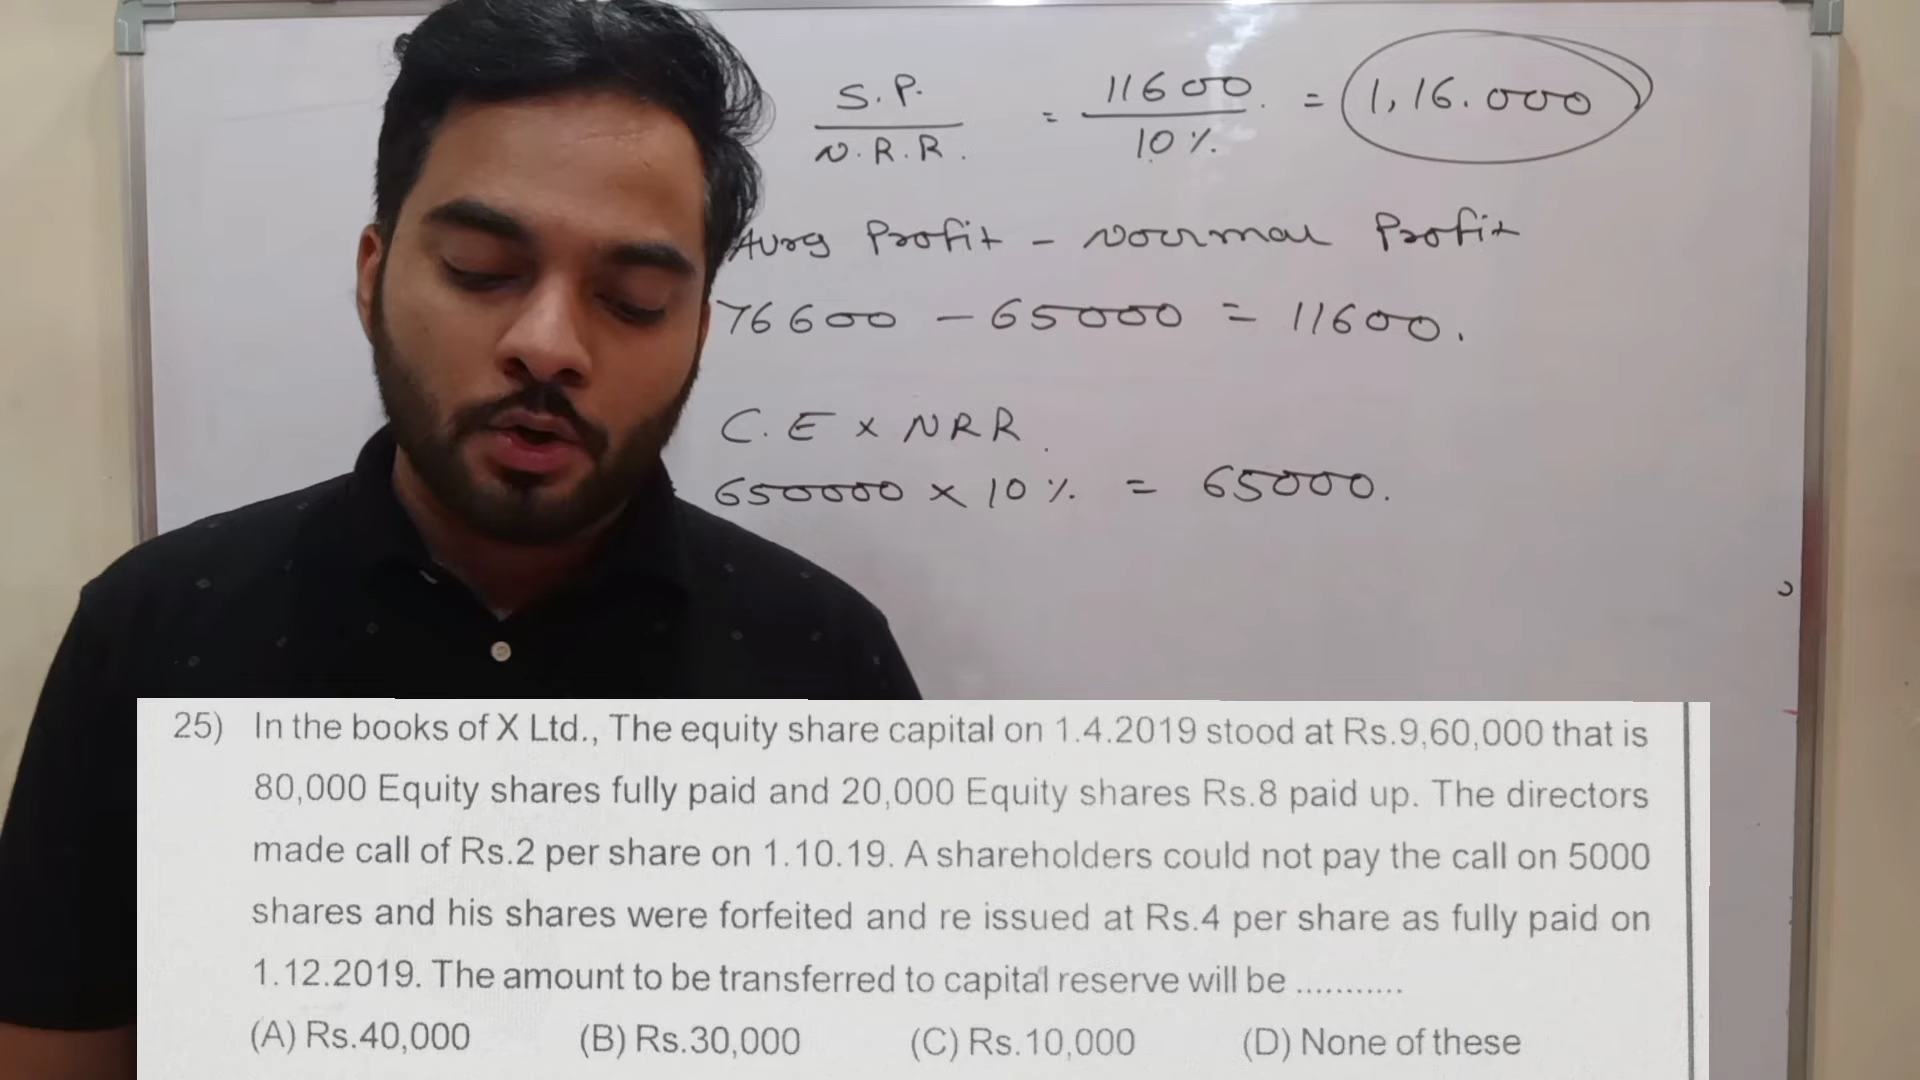 S.P. = 11600 = 1,16.000
N.R.R. 10%
Avrg Profit - Normal Profit
76600 - 65000 = 11600.
C.E x NRR
650000 x 10% = 65000.
25) In the books of X Ltd., The equity share capital on 1.4.2019 stood at Rs.9,60,000 that is
80,000 Equity shares fully paid and 20,000 Equity shares Rs.8 paid up. The directors
made call of Rs.2 per share on 1.10.19. A shareholders could not pay the call on 5000
shares and his shares were forfeited and re issued at Rs.4 per share as fully paid on
1.12.2019. The amount to be transferred to capital reserve will be ...........
(A) Rs.40,000 (B) Rs.30,000 (C) Rs.10,000 (D) None of these